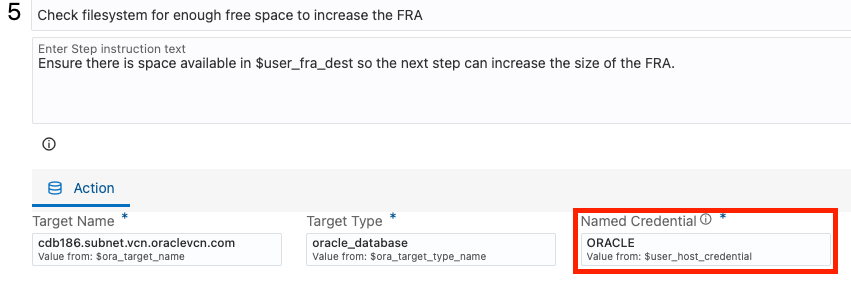 5
Check filesystem for enough free space to increase the FRA
Enter Step instruction text
Ensure there is space available in $user_fra_dest so the next step can increase the size of the FRA.
Action
Target Name *
Target Type *
Named Credential *
cdb186.subnet.vcn.oraclevcn.com
oracle_database
ORACLE
Value from: $ora_target_name
Value from: $ora_target_type_name
Value from: $user_host_credential